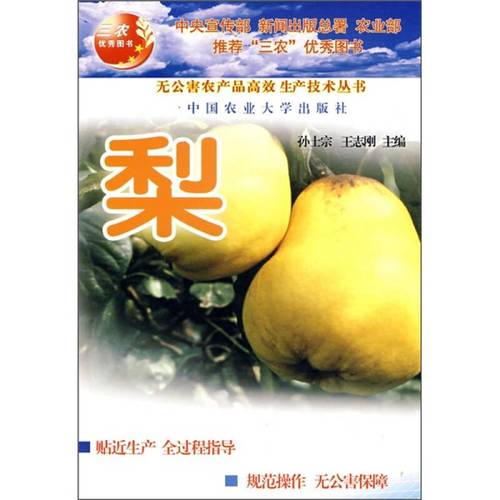 三农
优秀图书
中央宣传部 新闻出版总署 农业部
推荐“三农”优秀图书
无公害农产品高效生产技术丛书
中国农业大学出版社
孙士宗 王志刚 主编
梨
贴近生产 全过程指导
规范操作 无公害保障